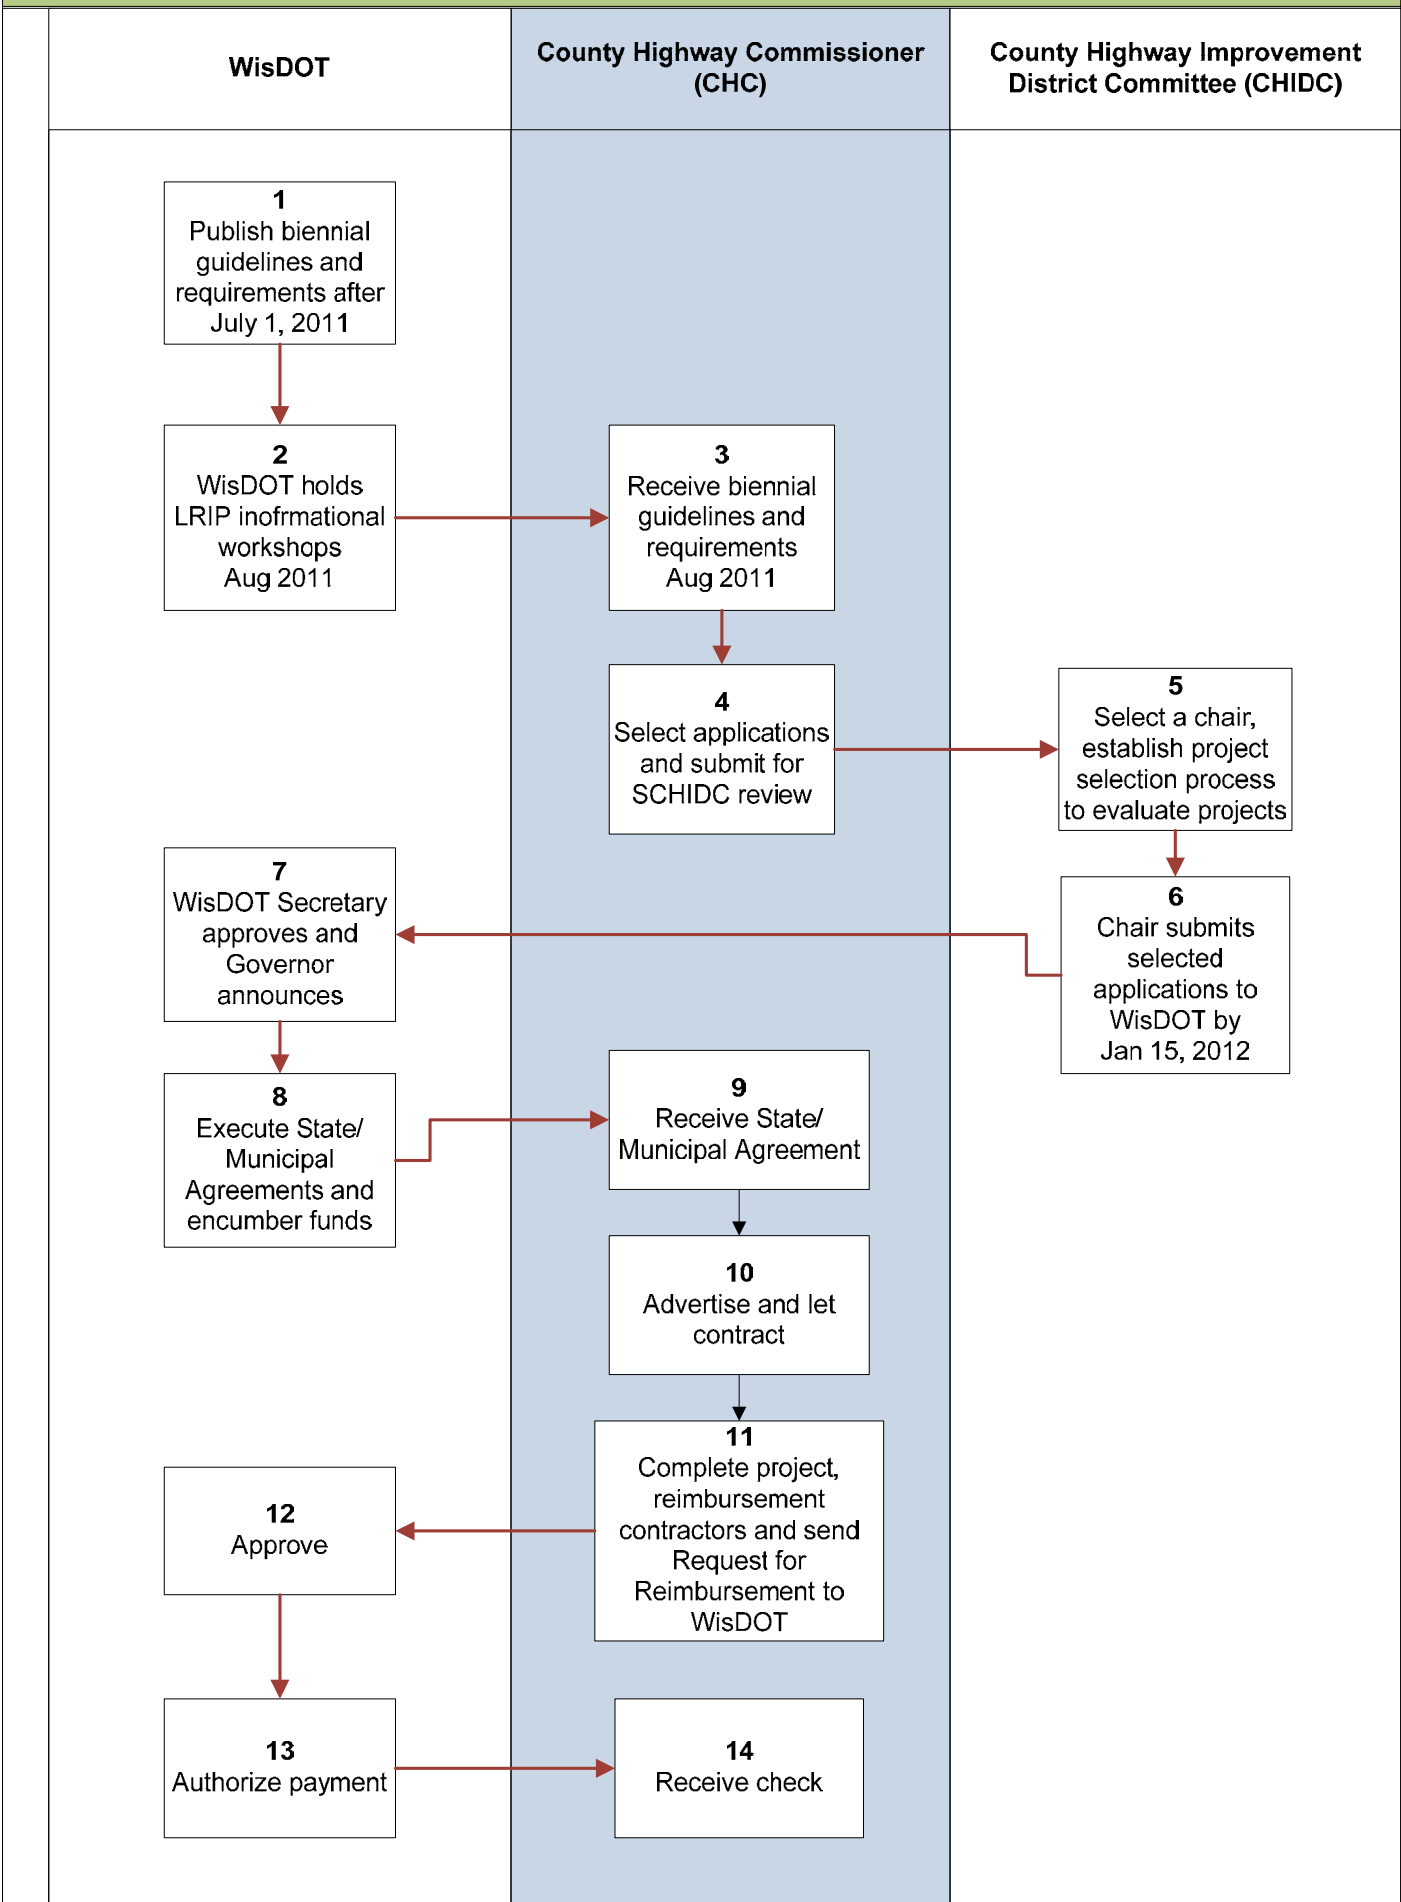 WisDOT
County Highway Commissioner
(CHC)
County Highway Improvement
District Committee (CHIDC)
1
Publish biennial
guidelines and
requirements after
July 1, 2011
2
WisDOT holds
LRIP inofrmational
workshops
Aug 2011
3
Receive biennial
guidelines and
requirements
Aug 2011
4
Select applications
and submit for
SCHIDC review
5
Select a chair,
establish project
selection process
to evaluate projects
6
Chair submits
selected
applications to
WisDOT by
Jan 15, 2012
7
WisDOT Secretary
approves and
Governor
announces
8
Execute State/
Municipal
Agreements and
encumber funds
9
Receive State/
Municipal Agreement
10
Advertise and let
contract
11
Complete project,
reimbursement
contractors and send
Request for
Reimbursement to
WisDOT
12
Approve
13
Authorize payment
14
Receive check